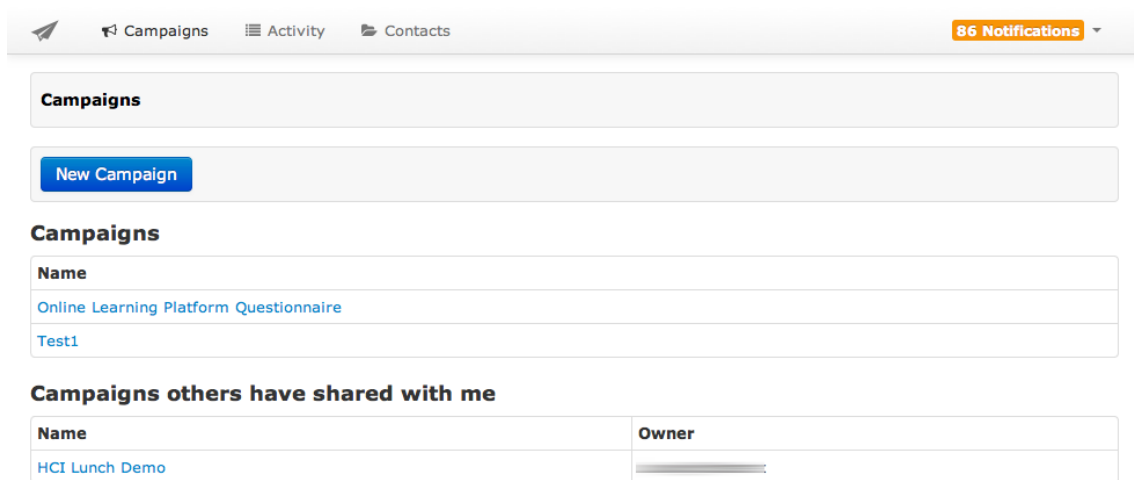 Campaigns Activity Contacts 86 Notifications
Campaigns
New Campaign
Campaigns
Name
Online Learning Platform Questionnaire
Test1
Campaigns others have shared with me
Name Owner
HCI Lunch Demo